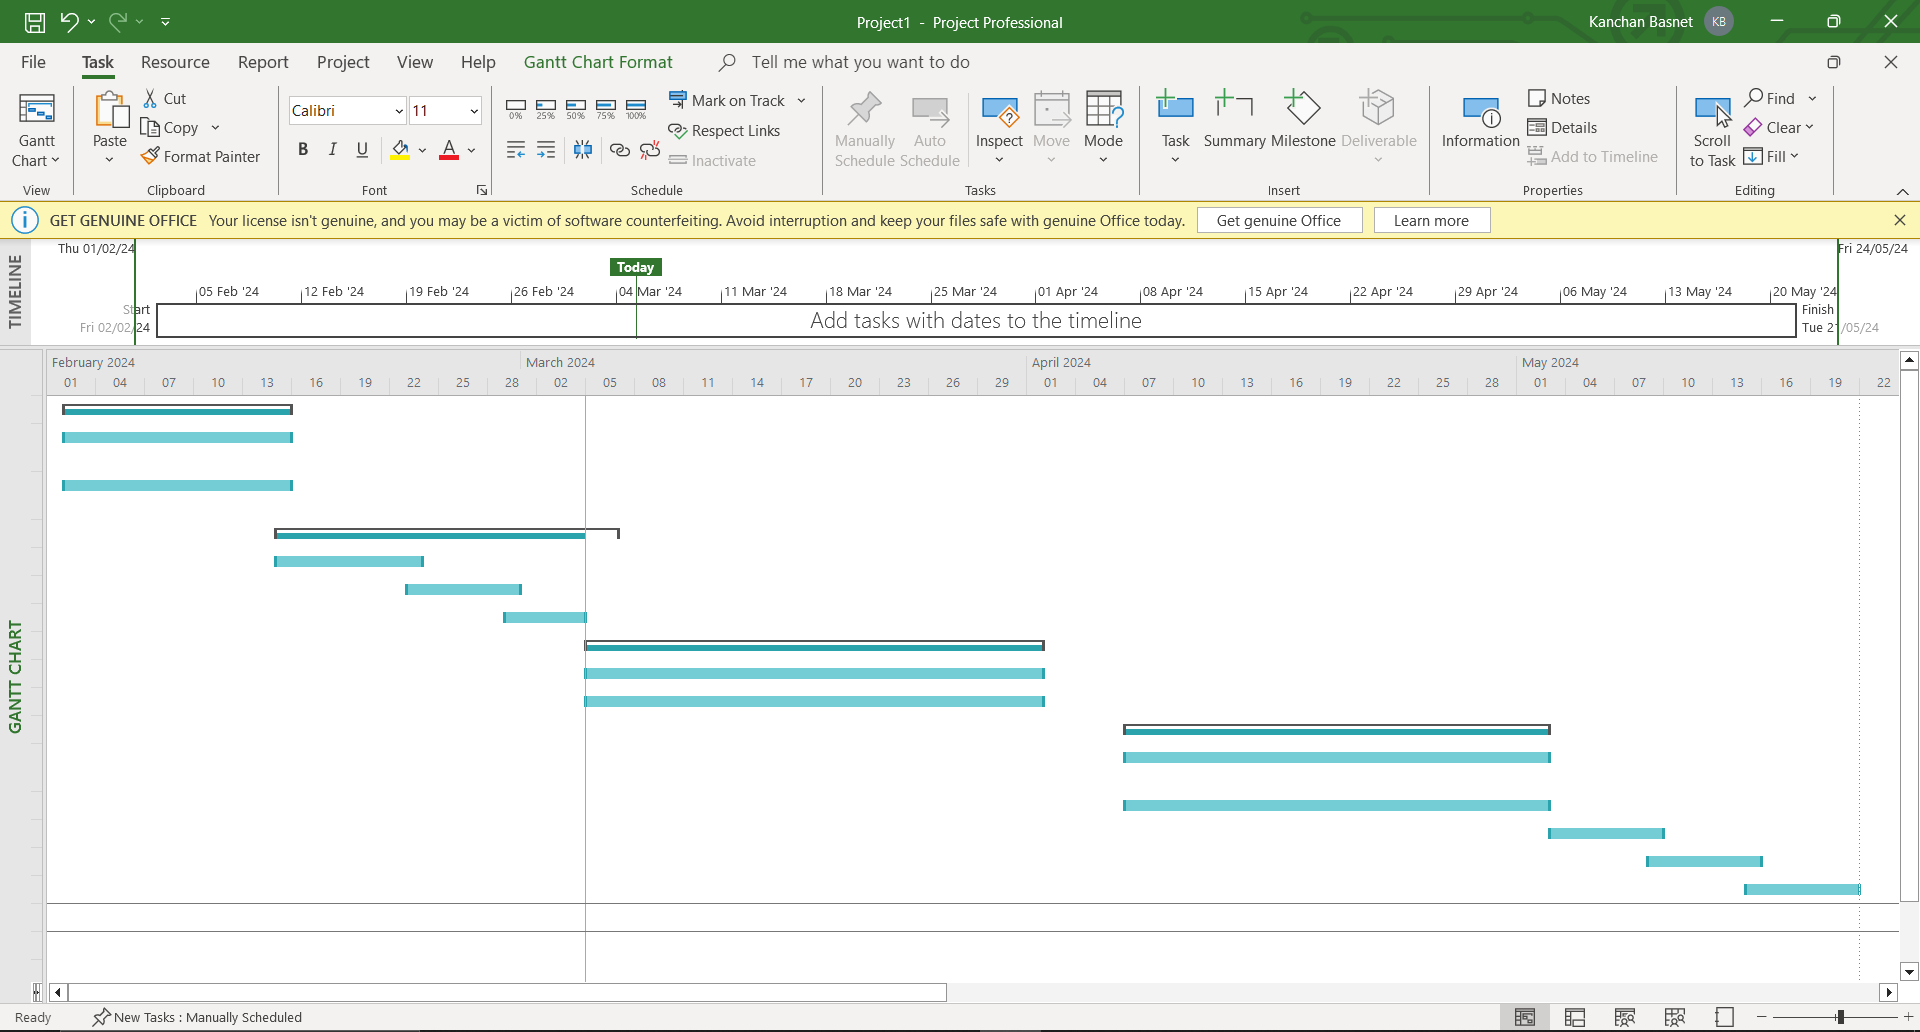 Project1 - Project Professional
Kanchan Basnet KB
File Task Resource Report Project View Help Gantt Chart Format Tell me what you want to do
Gantt Chart
View
Paste
Cut
Copy
Format Painter
Clipboard
Calibri 11
B I U A
Font
0% 25% 50% 75% 100%
Mark on Track
Respect Links
Inactivate
Schedule
Manually Schedule
Auto Schedule
Inspect
Move
Mode
Tasks
Task
Summary
Milestone
Deliverable
Insert
Information
Notes
Details
Add to Timeline
Properties
Scroll to Task
Find
Clear
Fill
Editing
GET GENUINE OFFICE Your license isn't genuine, and you may be a victim of software counterfeiting. Avoid interruption and keep your files safe with genuine Office today. Get genuine Office Learn more
TIMELINE
Thu 01/02/24 Fri 24/05/24
Today
05 Feb '24 12 Feb '24 19 Feb '24 26 Feb '24 04 Mar '24 11 Mar '24 18 Mar '24 25 Mar '24 01 Apr '24 08 Apr '24 15 Apr '24 22 Apr '24 29 Apr '24 06 May '24 13 May '24 20 May '24
Start
Fri 02/02/24
Add tasks with dates to the timeline
Finish
Tue 21/05/24
February 2024 March 2024 April 2024 May 2024
01 04 07 10 13 16 19 22 25 28 02 05 08 11 14 17 20 23 26 29 01 04 07 10 13 16 19 22 25 28 01 04 07 10 13 16 19 22
GANTT CHART
Ready New Tasks : Manually Scheduled